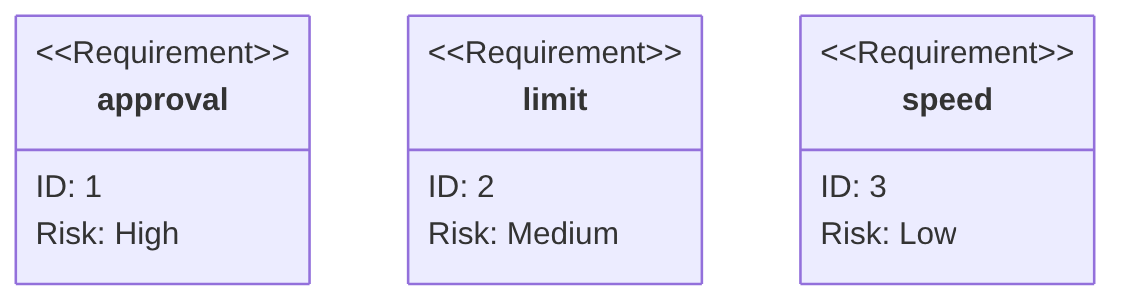 <<Requirement>>
approval
ID: 1
Risk: High
<<Requirement>>
limit
ID: 2
Risk: Medium
<<Requirement>>
speed
ID: 3
Risk: Low